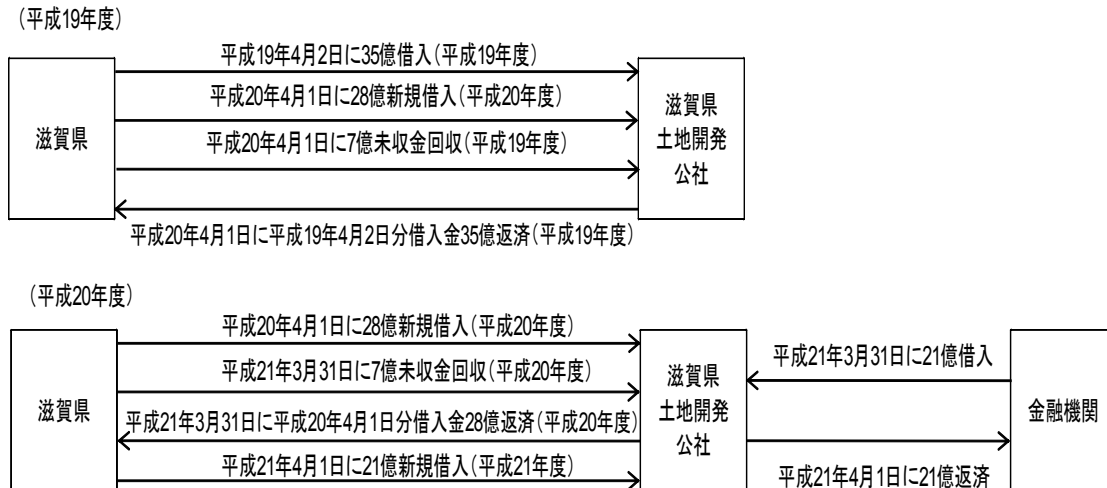 (平成19年度)
平成19年4月2日に35億借入(平成19年度)
平成20年4月1日に28億新規借入(平成20年度)
平成20年4月1日に7億未収金回収(平成19年度)
滋賀県
滋賀県
土地開発
公社
平成20年4月1日に平成19年4月2日分借入金35億返済(平成19年度)
(平成20年度)
平成20年4月1日に28億新規借入(平成20年度)
平成21年3月31日に7億未収金回収(平成20年度)
平成21年3月31日に平成20年4月1日分借入金28億返済(平成20年度)
平成21年4月1日に21億新規借入(平成21年度)
滋賀県
滋賀県
土地開発
公社
平成21年3月31日に21億借入
金融機関
平成21年4月1日に21億返済